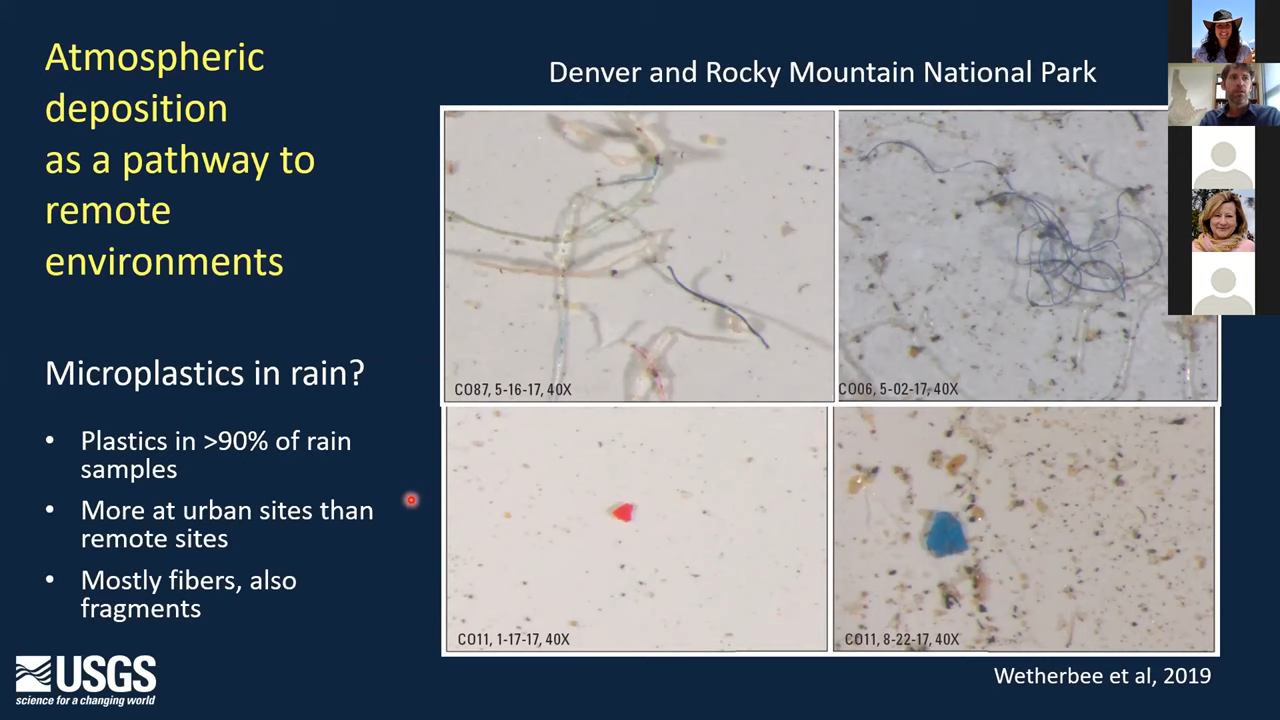 Atmospheric
deposition
as a pathway to
remote
environments
Denver and Rocky Mountain National Park
Microplastics in rain?
• Plastics in >90% of rain
samples
• More at urban sites than
remote sites
• Mostly fibers, also
fragments
CO87, 5-16-17, 40X
CO06, 5-02-17, 40X
CO11, 1-17-17, 40X
CO11, 8-22-17, 40X
USGS
science for a changing world
Wetherbee et al, 2019